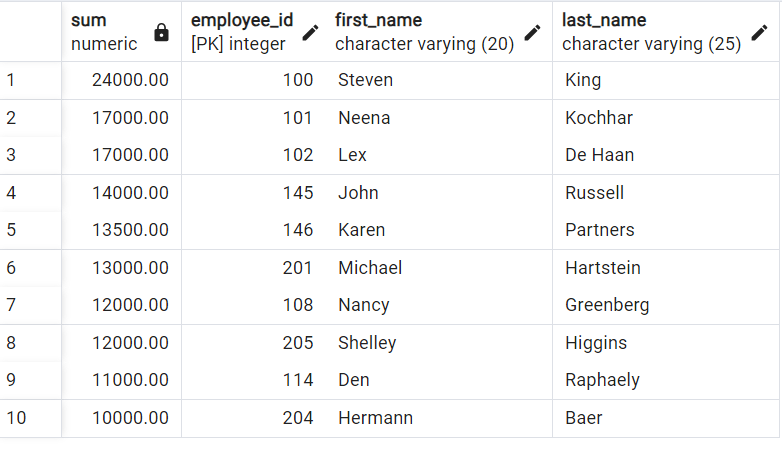 sum employee_id first_name last_name
numeric [PK] integer character varying (20) character varying (25)
1 24000.00 100 Steven King
2 17000.00 101 Neena Kochhar
3 17000.00 102 Lex De Haan
4 14000.00 145 John Russell
5 13500.00 146 Karen Partners
6 13000.00 201 Michael Hartstein
7 12000.00 108 Nancy Greenberg
8 12000.00 205 Shelley Higgins
9 11000.00 114 Den Raphaely
10 10000.00 204 Hermann Baer